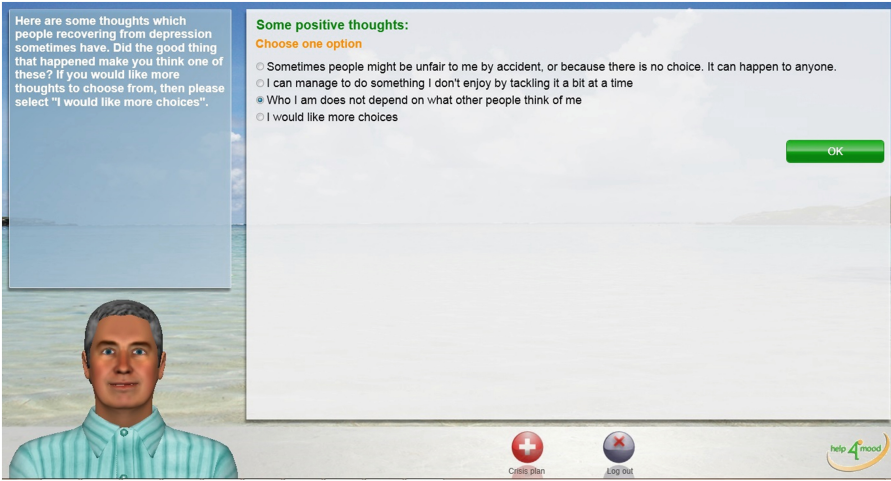 Here are some thoughts which
people recovering from depression
sometimes have. Did the good thing
that happened make you think one of
these? If you would like more
thoughts to choose from, then please
select "I would like more choices".
Some positive thoughts:
Choose one option
Sometimes people might be unfair to me by accident, or because there is no choice. It can happen to anyone.
I can manage to do something I don't enjoy by tackling it a bit at a time
Who I am does not depend on what other people think of me
I would like more choices
OK
Crisis plan
Log out
help 4 mood